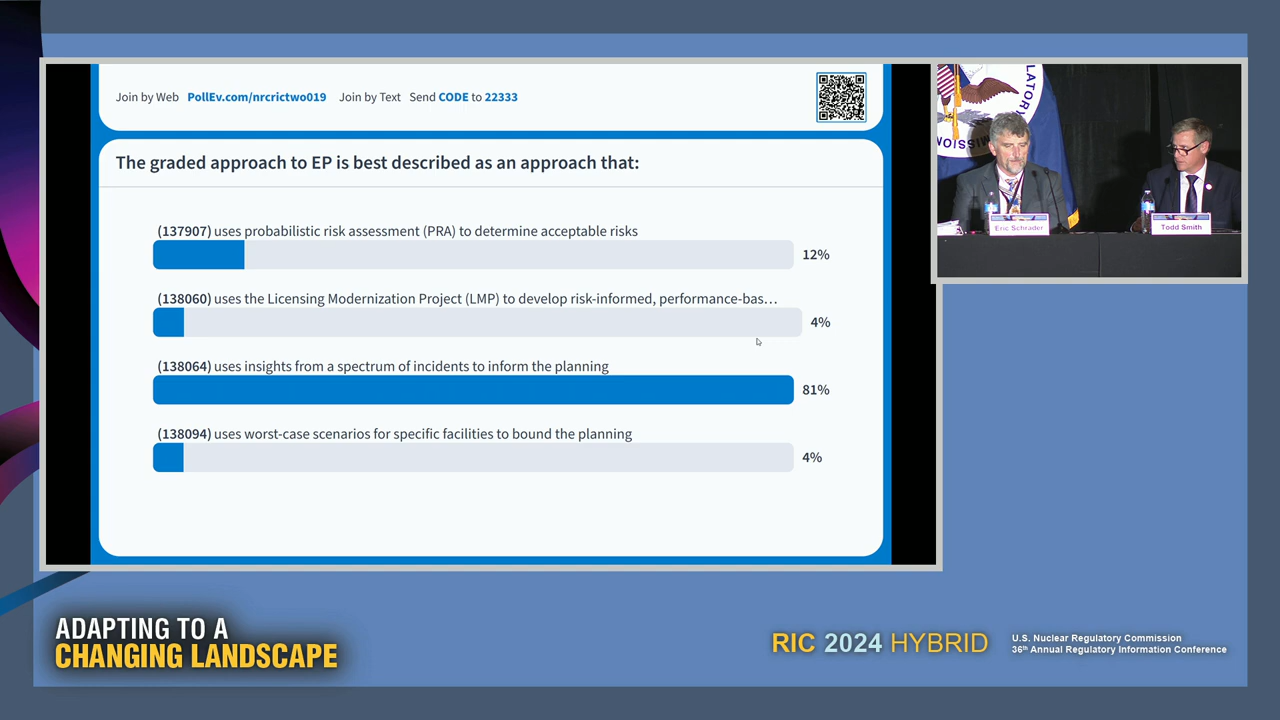 Join by Web PollEv.com/nrcrictwo019 Join by Text Send CODE to 22333
The graded approach to EP is best described as an approach that:
(137907) uses probabilistic risk assessment (PRA) to determine acceptable risks
12%
(138060) uses the Licensing Modernization Project (LMP) to develop risk-informed, performance-bas…
4%
(138064) uses insights from a spectrum of incidents to inform the planning
81%
(138094) uses worst-case scenarios for specific facilities to bound the planning
4%
LATORY
Eric Schrader
Todd Smith
ADAPTING TO A
CHANGING LANDSCAPE
RIC 2024 HYBRID
U.S. Nuclear Regulatory Commission
36th Annual Regulatory Information Conference